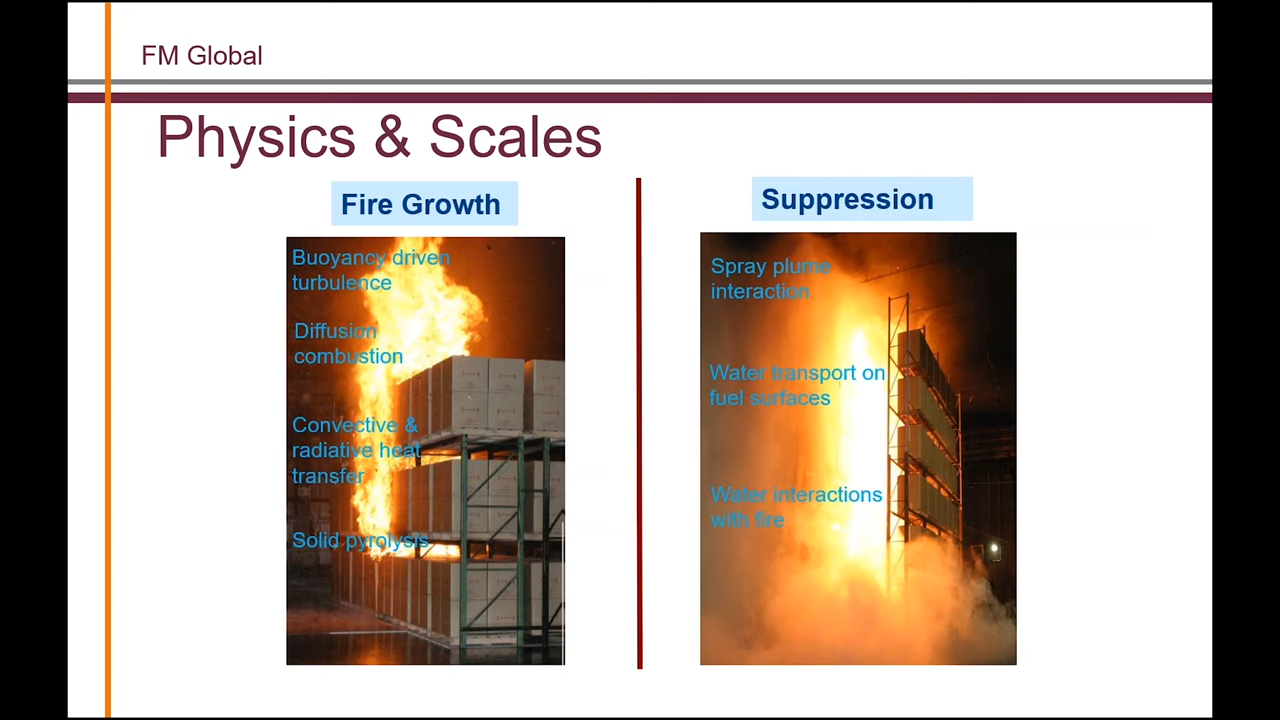 FM Global
Physics & Scales
Fire Growth
Buoyancy driven
turbulence
Diffusion
combustion
Convective &
radiative heat
transfer
Solid pyrolysis
Suppression
Spray plume
interaction
Water transport on
fuel surfaces
Water interactions
with fire